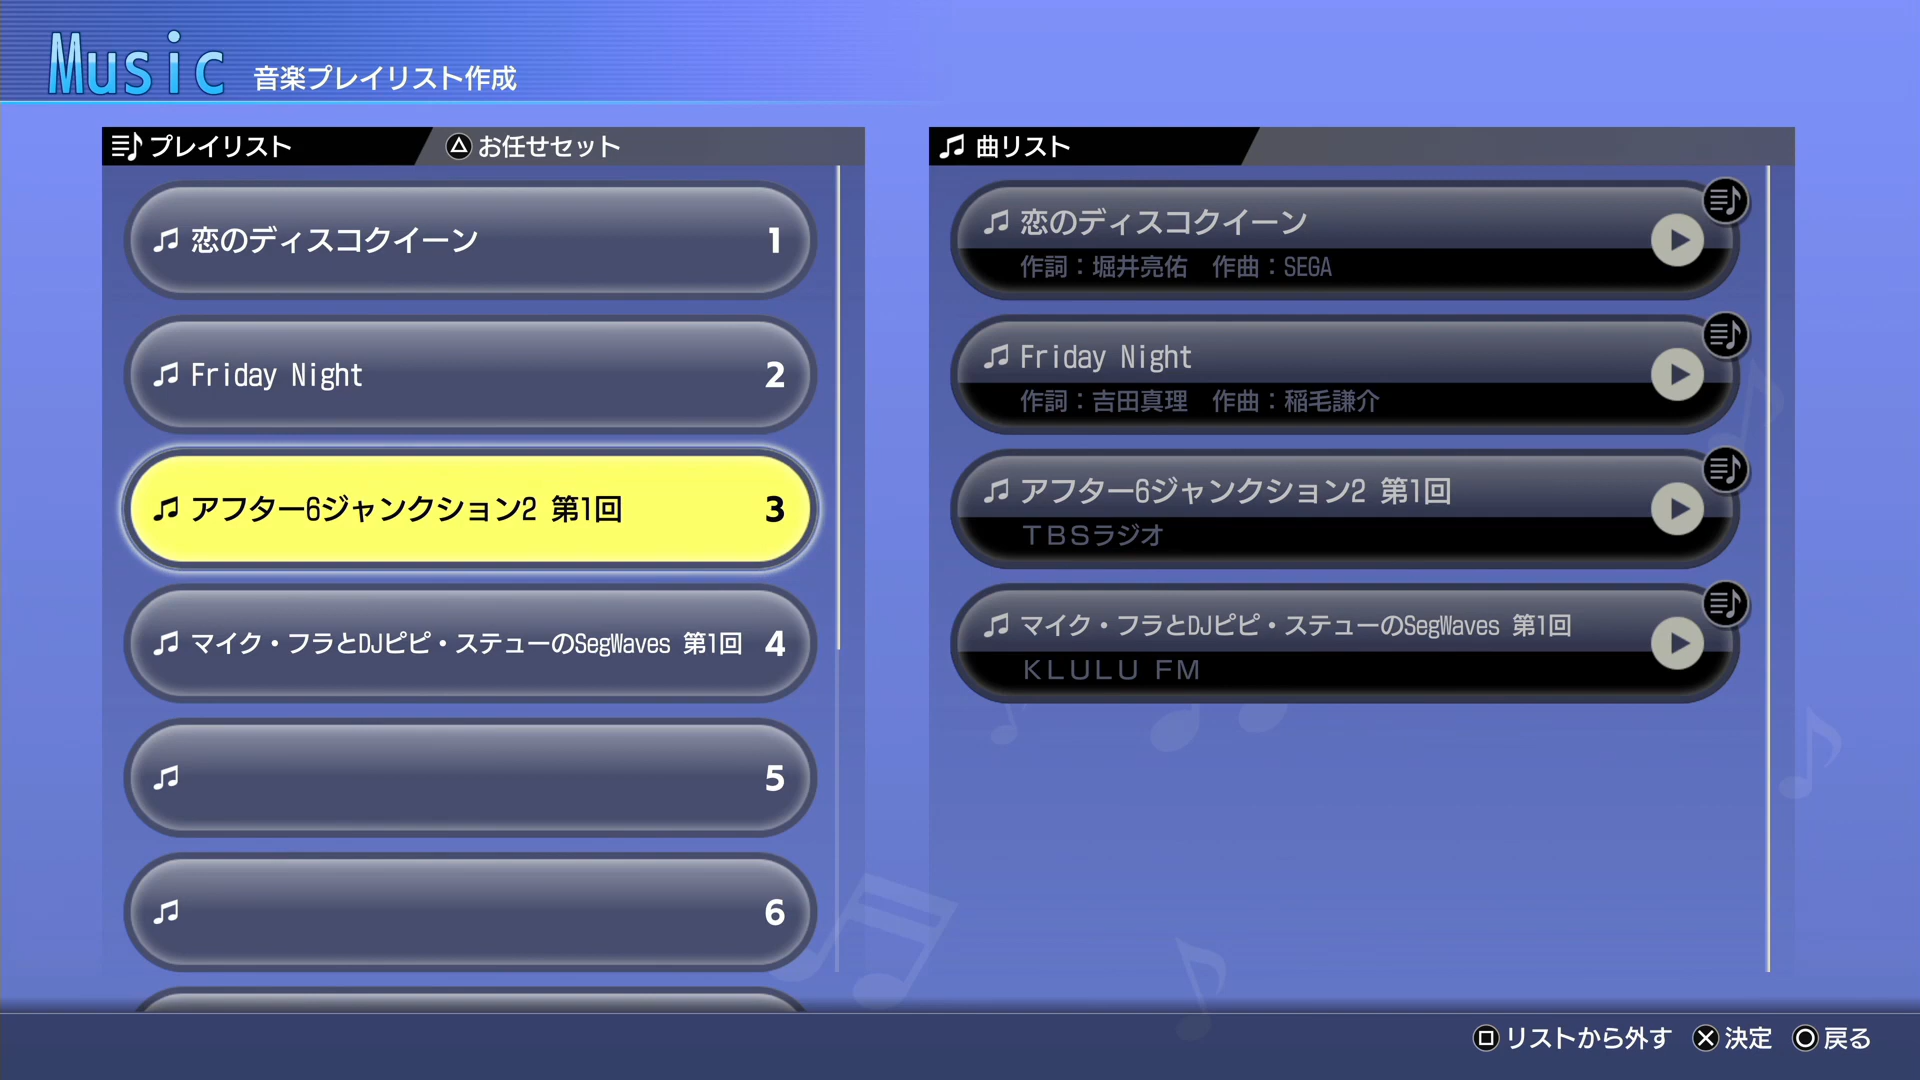 Music 音楽プレイリスト作成
プレイリスト
△ お任せセット
恋のディスコクイーン 1
Friday Night 2
アフター6ジャンクション2 第1回 3
マイク・フラとDJピピ・ステューのSegWaves 第1回 4
5
6
曲リスト
恋のディスコクイーン
作詞：堀井亮佑 作曲：SEGA
Friday Night
作詞：吉田真理 作曲：稲毛謙介
アフター6ジャンクション2 第1回
ＴＢＳラジオ
マイク・フラとDJピピ・ステューのSegWaves 第1回
ＫＬＵＬＵ ＦＭ
リストから外す 決定 戻る